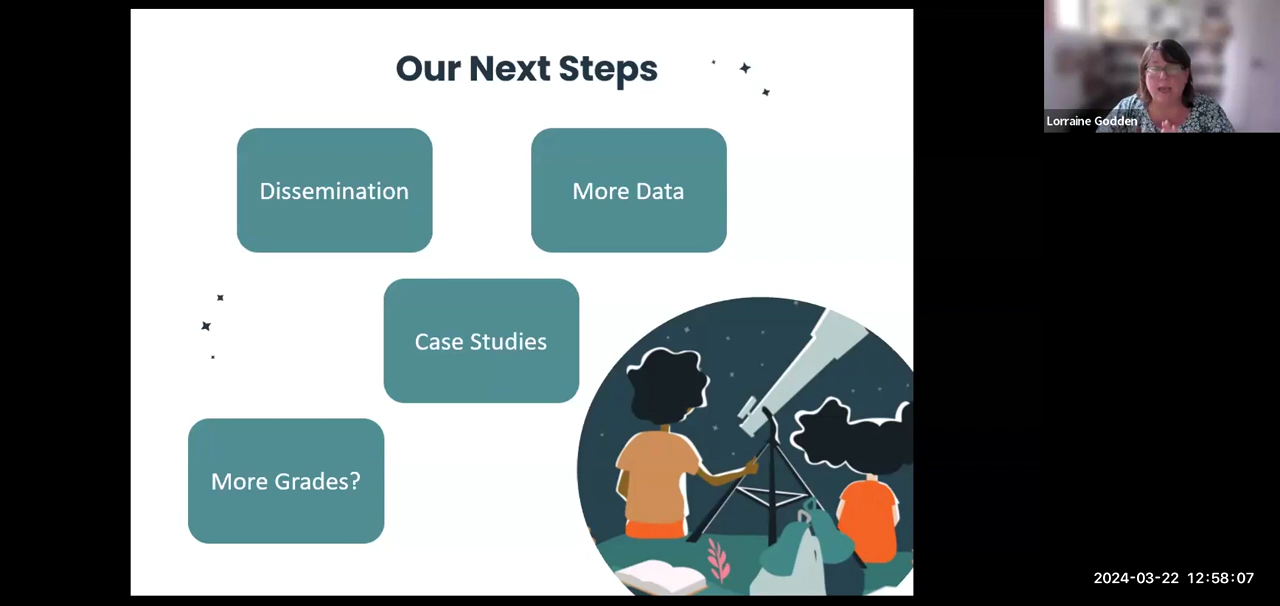 Our Next Steps
Lorraine Godden
Dissemination
More Data
Case Studies
More Grades?
2024-03-22 12:58:07